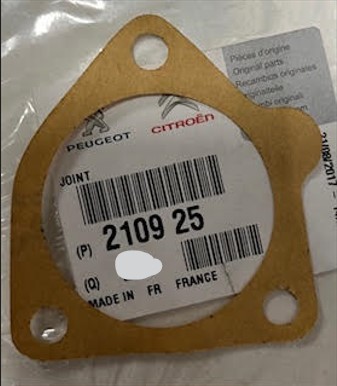 Pièces d'origine
Original parts
Recambios originales
PEUGEOT CITROËN
JOINT
(P) 2109 25
(Q)
MADE IN FR FRANCE